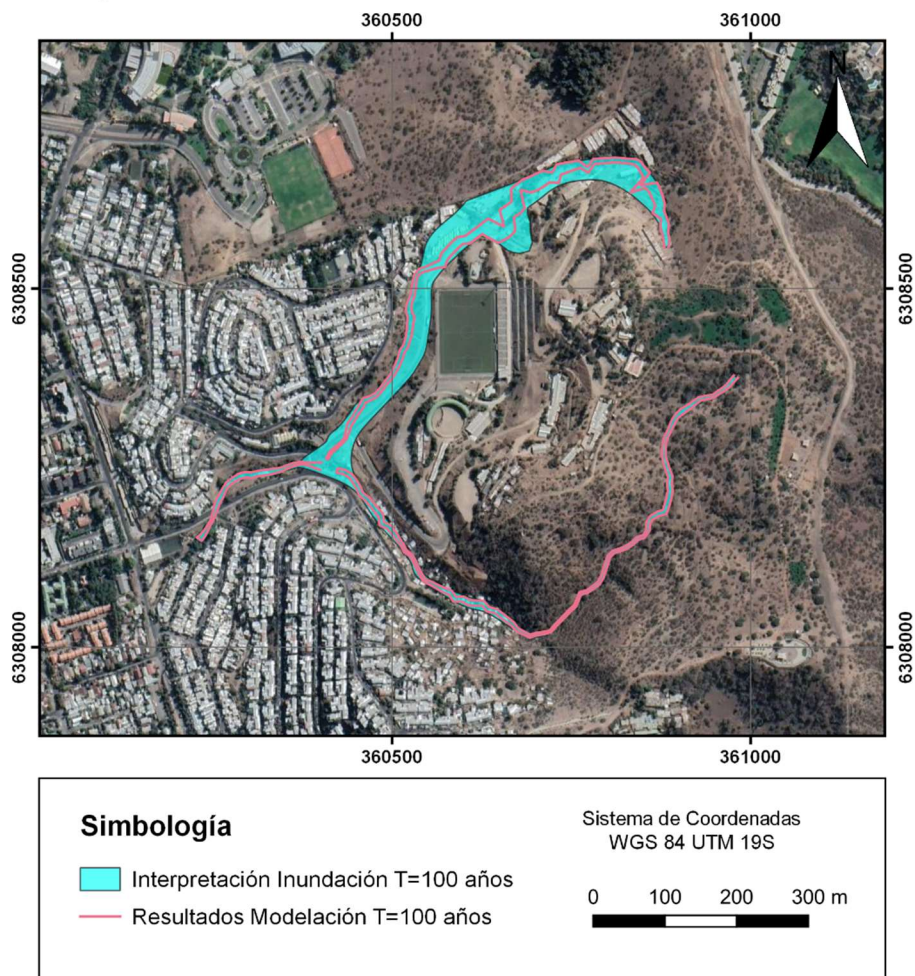 360500 361000
N
6308500 6308500
6308000 6308000
360500 361000
Simbología
Interpretación Inundación T=100 años
Resultados Modelación T=100 años
Sistema de Coordenadas
WGS 84 UTM 19S
0 100 200 300 m